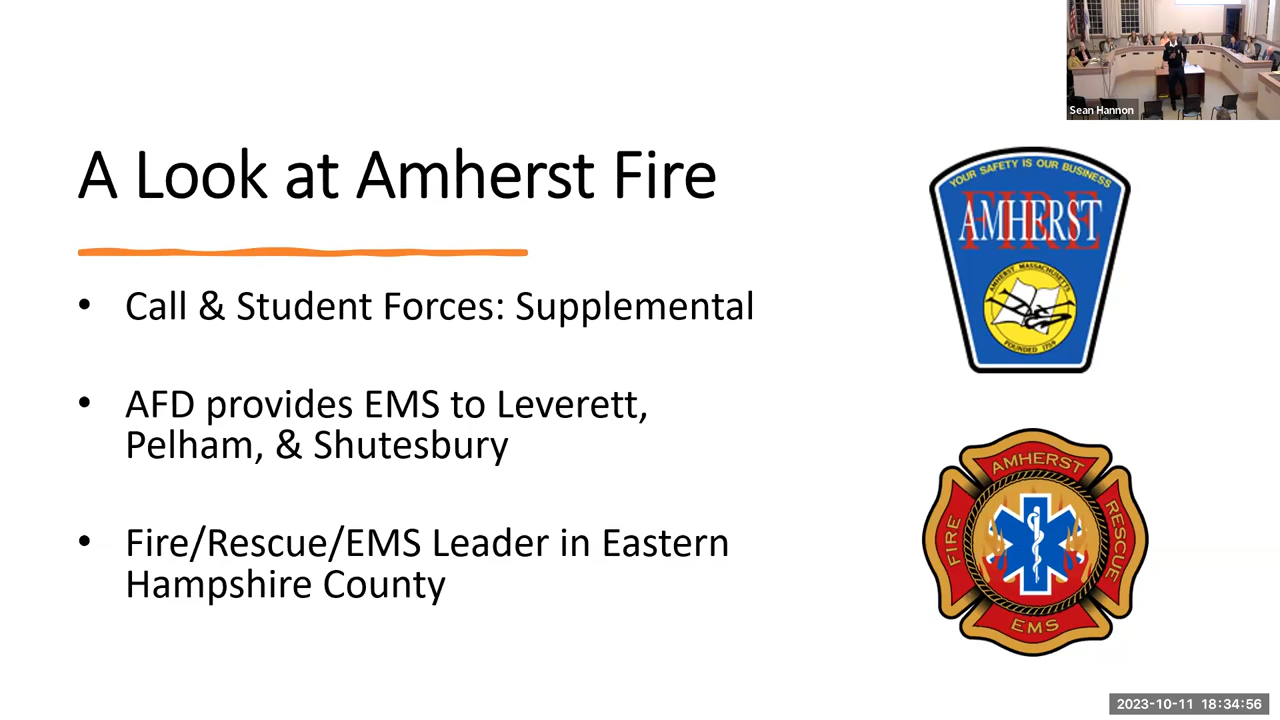 Sean Hannon
A Look at Amherst Fire
• Call & Student Forces: Supplemental
• AFD provides EMS to Leverett,
Pelham, & Shutesbury
• Fire/Rescue/EMS Leader in Eastern
Hampshire County
YOUR SAFETY IS OUR BUSINESS
FIRE
AMHERST
AMHERST MASSACHUSETTS
FOUNDED 1759
AMHERST
FIRE
RESCUE
EMS
2023-10-11 18:34:56